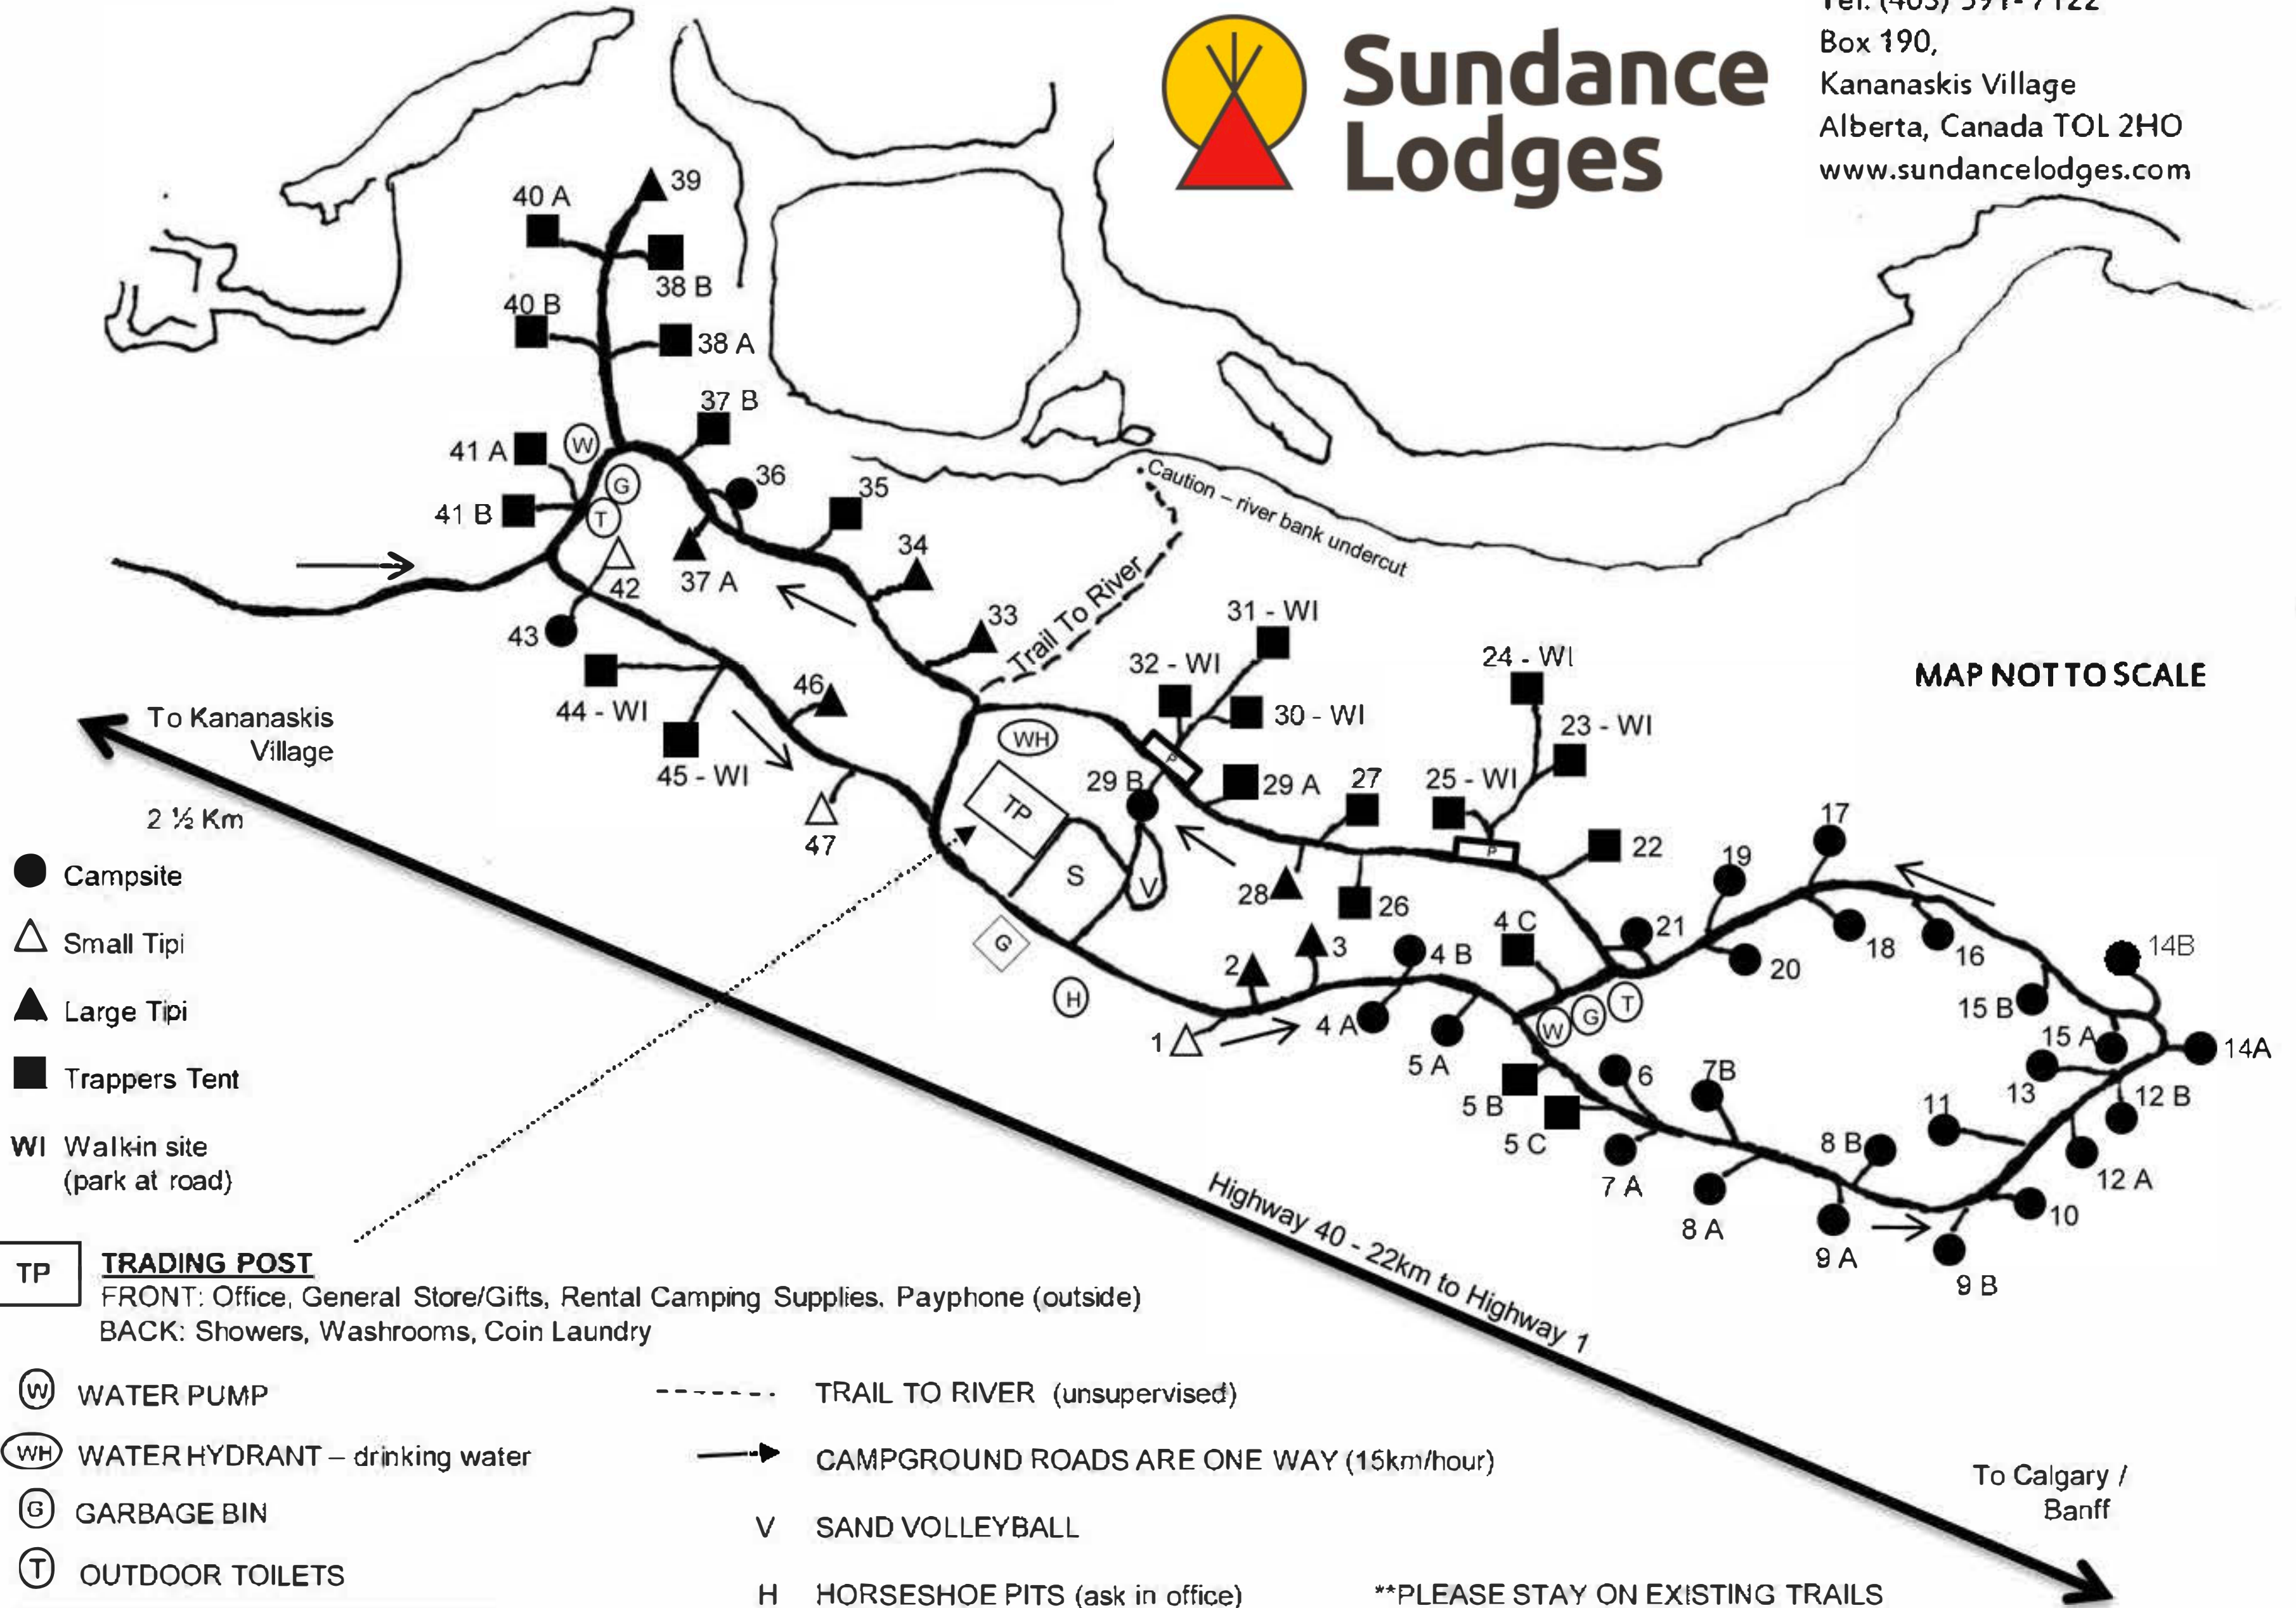 Sundance
Lodges
Tel. (403) 591-7122
Box 190,
Kananaskis Village
Alberta, Canada TOL 2HO
www.sundancelodges.com
39
40 A
38 B
40 B
38 A
37 B
41 A
W
G
36
35
41 B
T
Caution – river bank undercut
34
42
37 A
43
33
Trail To River
31 - WI
32 - WI
24 - WI
MAP NOT TO SCALE
46
44 - WI
30 - WI
23 - WI
To Kananaskis
Village
WH
P
45 - WI
29 B
29 A
27
25 - WI
2 ½ Km
TP
47
17
P
22
19
S
V
28
26
Campsite
G
4 C
21
18
16
14B
Small Tipi
2
3
4 B
20
H
15 B
Large Tipi
1
4 A
W
G
T
15 A
14A
5 A
Trappers Tent
6
7B
13
12 B
5 B
11
5 C
8 B
WI Walk-in site
(park at road)
7 A
12 A
8 A
10
9 A
9 B
Highway 40 - 22km to Highway 1
TP
TRADING POST
FRONT: Office, General Store/Gifts, Rental Camping Supplies, Payphone (outside)
BACK: Showers, Washrooms, Coin Laundry
W WATER PUMP
WH WATER HYDRANT – drinking water
G GARBAGE BIN
T OUTDOOR TOILETS
TRAIL TO RIVER (unsupervised)
CAMPGROUND ROADS ARE ONE WAY (15km/hour)
V SAND VOLLEYBALL
H HORSESHOE PITS (ask in office)
To Calgary /
Banff
**PLEASE STAY ON EXISTING TRAILS